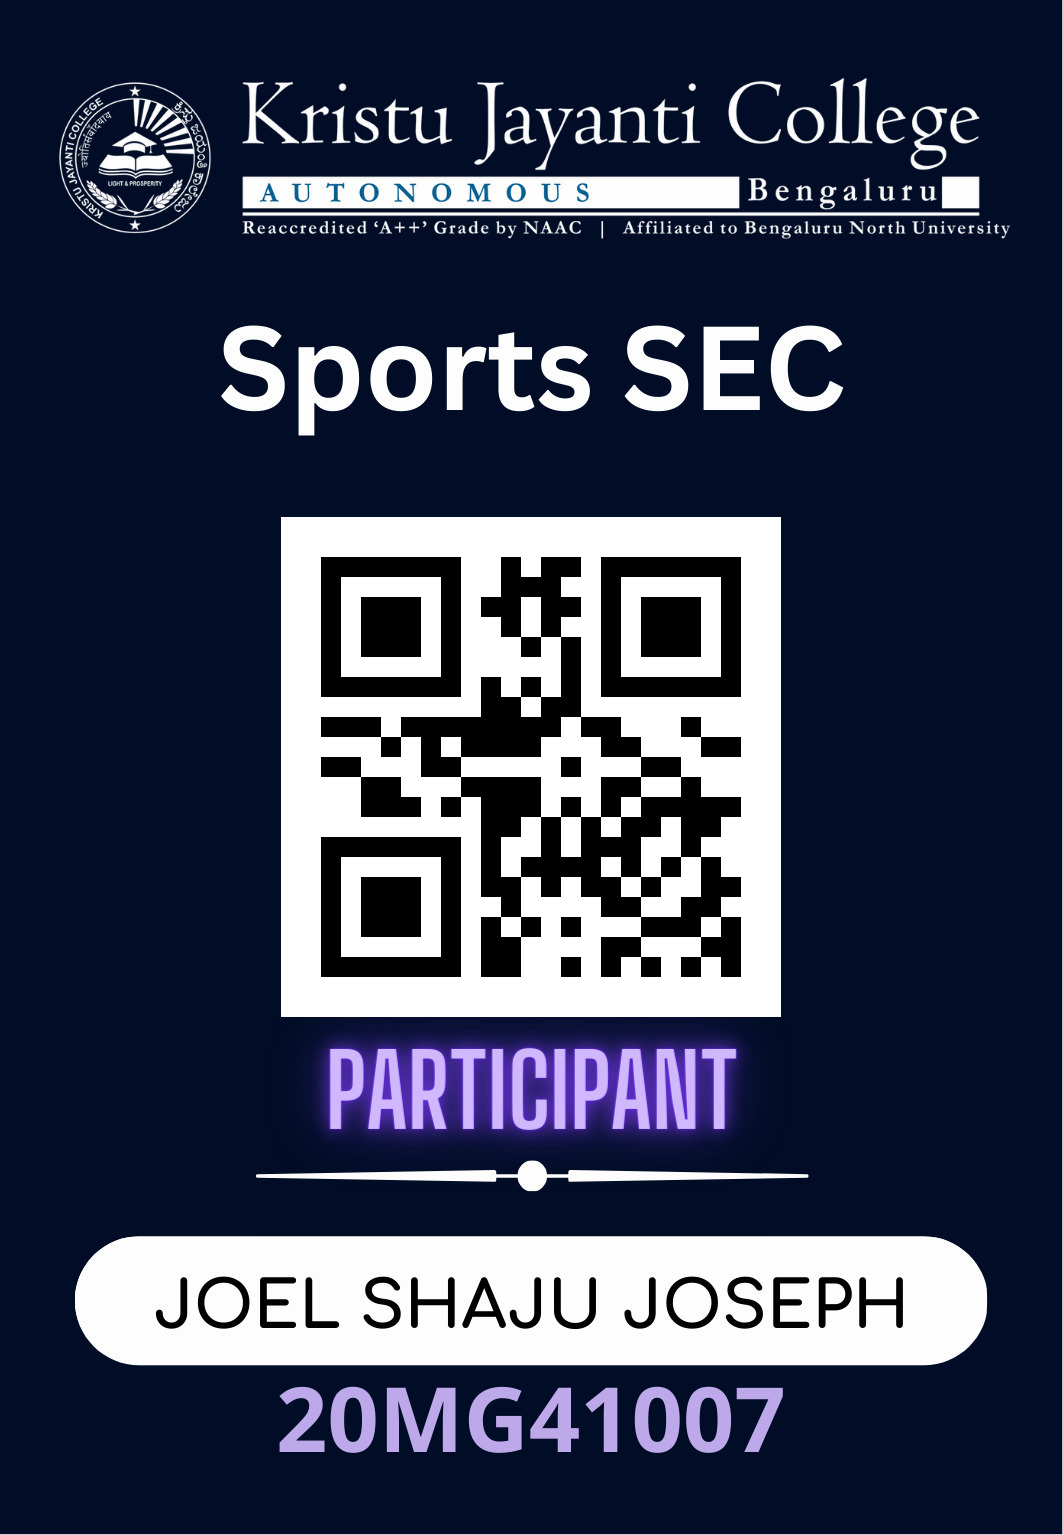 KRISTU JAYANTI COLLEGE
ಕ್ರಿಸ್ತು ಜಯಂತಿ ಕಾಲೇಜು
LIGHT & PROSPERITY
Kristu Jayanti College
AUTONOMOUS Bengaluru
Reaccredited ‘A++’ Grade by NAAC | Affiliated to Bengaluru North University
Sports SEC
PARTICIPANT
JOEL SHAJU JOSEPH
20MG41007